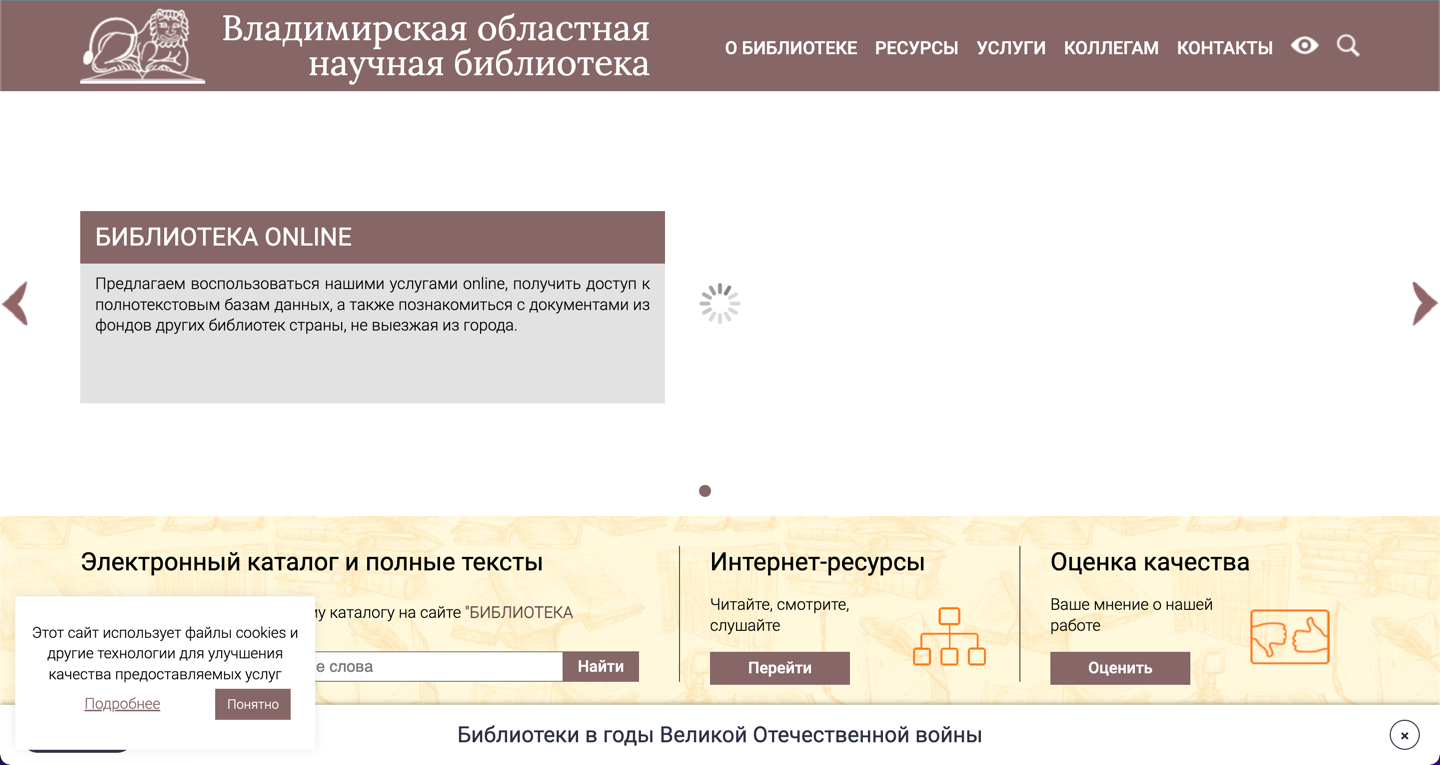 Владимирская областная
научная библиотека
О БИБЛИОТЕКЕ РЕСУРСЫ УСЛУГИ КОЛЛЕГАМ КОНТАКТЫ
БИБЛИОТЕКА ONLINE
Предлагаем воспользоваться нашими услугами online, получить доступ к
полнотекстовым базам данных, а также познакомиться с документами из
фондов других библиотек страны, не выезжая из города.
Электронный каталог и полные тексты
каталогу на сайте "БИБЛИОТЕКА
слова
Найти
Интернет-ресурсы
Читайте, смотрите,
слушайте
Перейти
Оценка качества
Ваше мнение о нашей
работе
Оценить
Этот сайт использует файлы cookies и
другие технологии для улучшения
качества предоставляемых услуг
Подробнее
Понятно
Библиотеки в годы Великой Отечественной войны